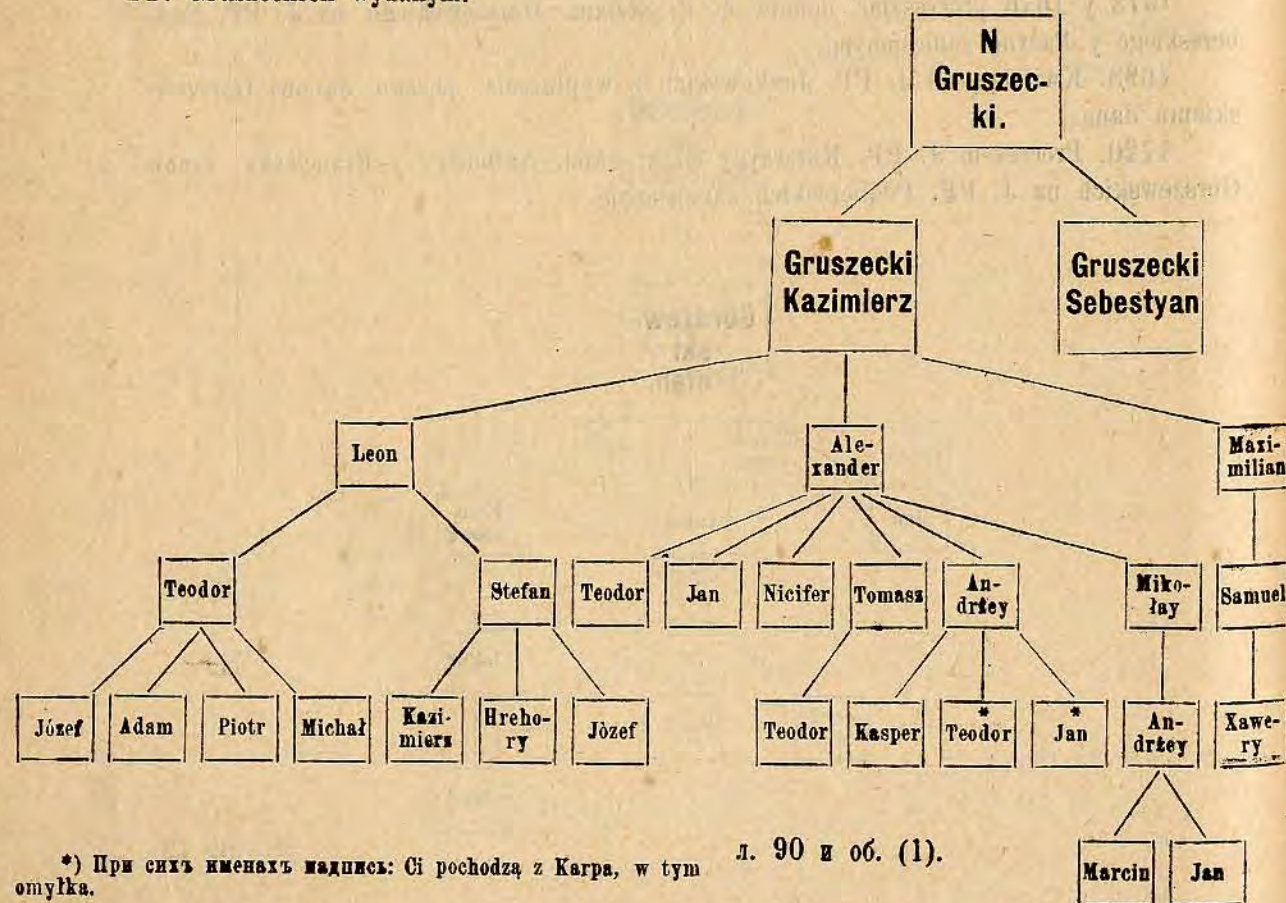 N
Gruszec-
ki.
Gruszecki
Kazimierz
Gruszecki
Sebestyan
Leon
Ale-
xander
Maxi-
milian
Teodor
Stefan
Teodor
Jan
Nicifer
Tomasz
An-
drzey
Miko-
łay
Samuel
Józef
Adam
Piotr
Michał
Kazi-
mierz
Hreho-
ry
Józef
Teodor
Kasper
*
Teodor
*
Jan
An-
drzey
Xawe-
ry
Marcin
Jan
л. 90 и об. (1).
*) При сихъ именахъ надпись: Ci pochodzą z Karpa, w tym
omyłka.